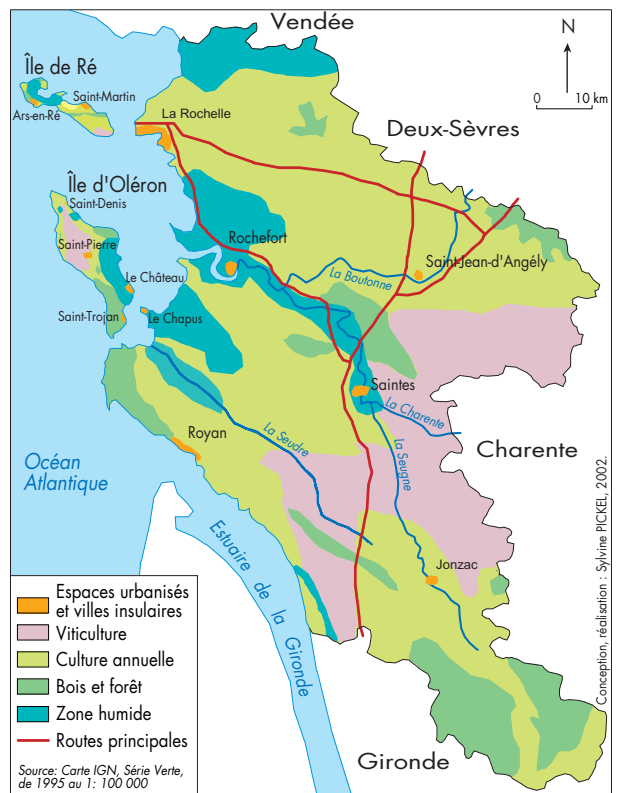 Vendée
N
0 10 km
Île de Ré
Saint-Martin
Ars-en-Ré
La Rochelle
Deux-Sèvres
Île d'Oléron
Saint-Denis
Saint-Pierre
Rochefort
La Boutonne
Saint-Jean-d'Angély
Le Château
Saint-Trojan
Le Chapus
Saintes
La Charente
Royan
La Seudre
La Seugne
Charente
Océan
Atlantique
Estuaire de la Gironde
Jonzac
Gironde
Espaces urbanisés
et villes insulaires
Viticulture
Culture annuelle
Bois et forêt
Zone humide
Routes principales
Source: Carte IGN, Série Verte,
de 1995 au 1: 100 000
Conception, réalisation : Sylvine PICKEL, 2002.